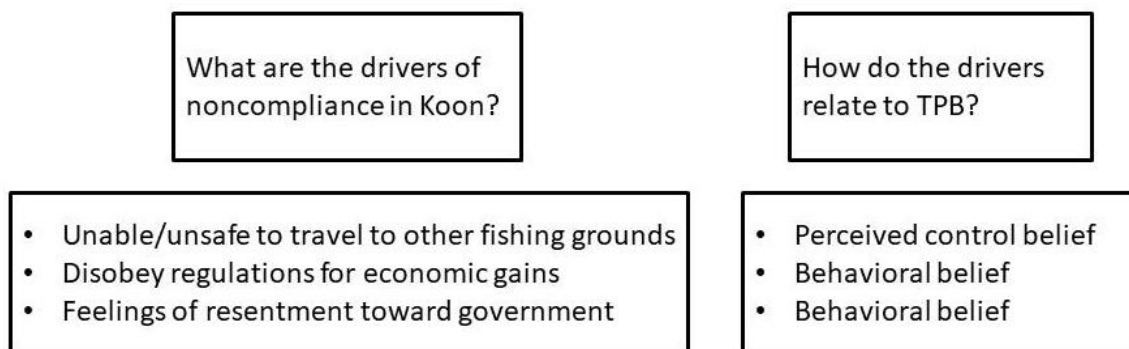 What are the drivers of
noncompliance in Koon?
How do the drivers
relate to TPB?
• Unable/unsafe to travel to other fishing grounds
• Disobey regulations for economic gains
• Feelings of resentment toward government
• Perceived control belief
• Behavioral belief
• Behavioral belief